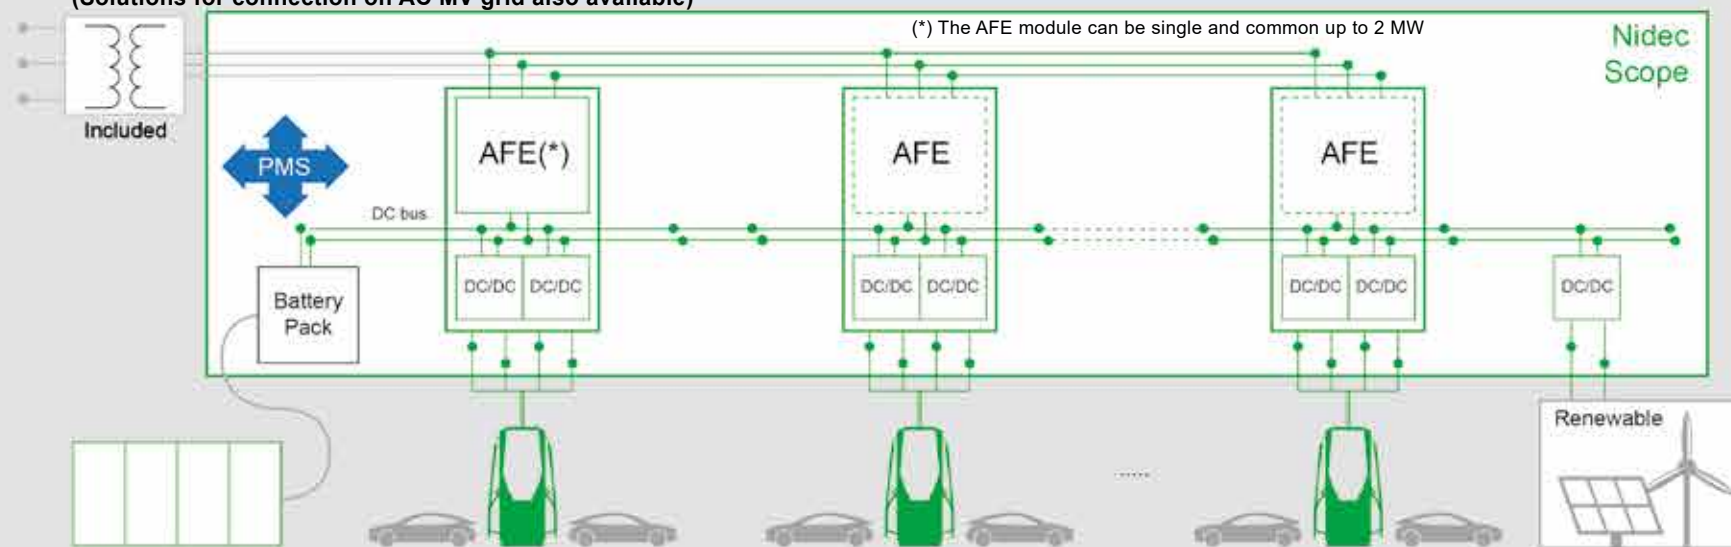 (Solutions for connection on AC MV grid also available)
(*) The AFE module can be single and common up to 2 MW
Nidec
Scope
Included
PMS
AFE(*)
AFE
AFE
DC bus
Battery
Pack
DC/DC
DC/DC
DC/DC
DC/DC
DC/DC
DC/DC
DC/DC
Renewable
.....